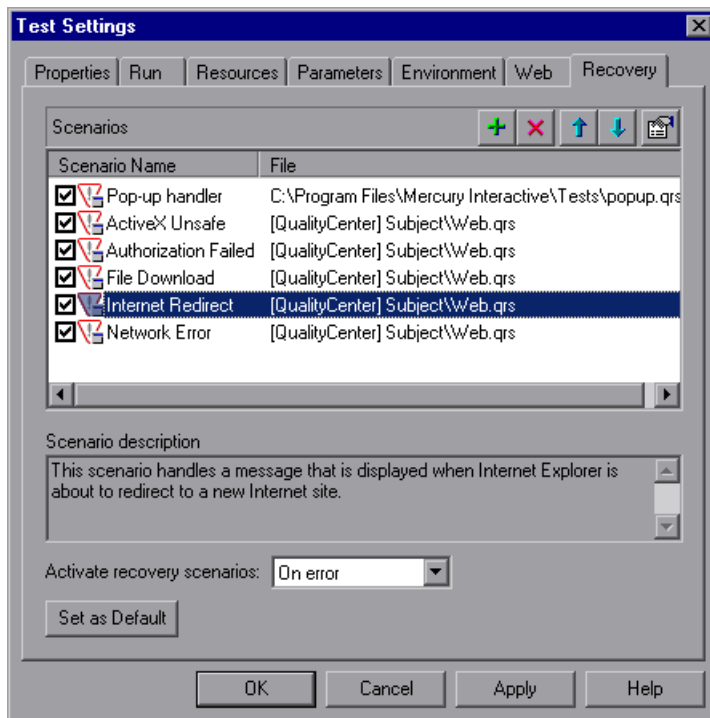 Test Settings
Properties Run Resources Parameters Environment Web Recovery
Scenarios
Scenario Name File
Pop-up handler C:\Program Files\Mercury Interactive\Tests\popup.qrs
ActiveX Unsafe [QualityCenter] Subject\Web.qrs
Authorization Failed [QualityCenter] Subject\Web.qrs
File Download [QualityCenter] Subject\Web.qrs
Internet Redirect [QualityCenter] Subject\Web.qrs
Network Error [QualityCenter] Subject\Web.qrs
Scenario description
This scenario handles a message that is displayed when Internet Explorer is
about to redirect to a new Internet site.
Activate recovery scenarios: On error
Set as Default
OK Cancel Apply Help